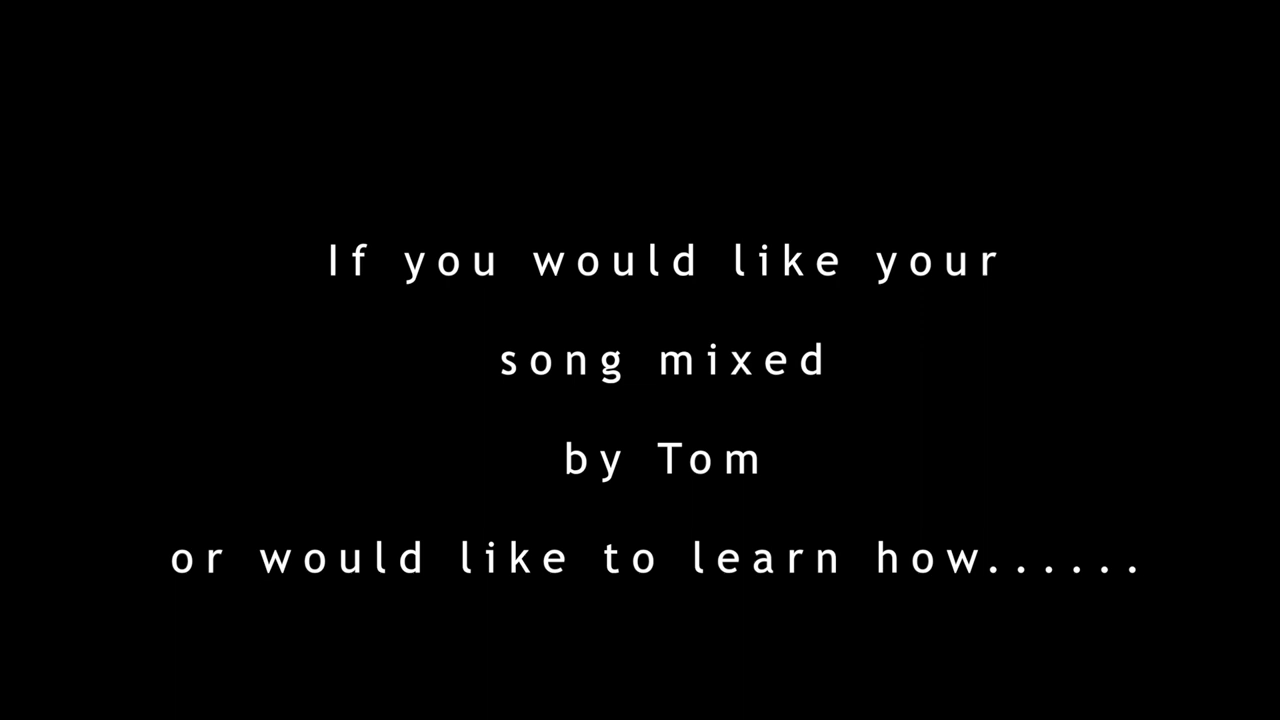 If you would like your
song mixed
by Tom
or would like to learn how......